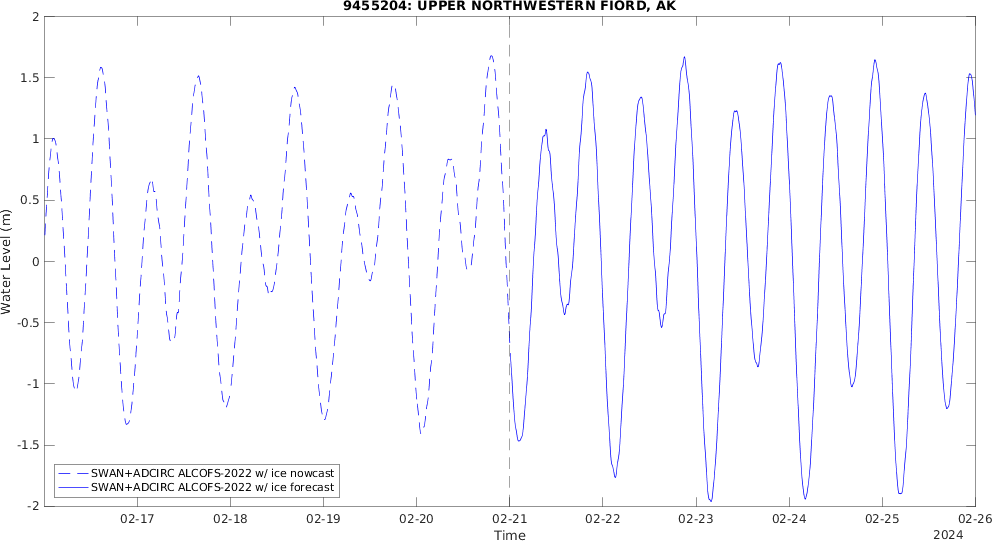 9455204: UPPER NORTHWESTERN FIORD, AK
Water Level (m)
2
1.5
1
0.5
0
-0.5
-1
-1.5
-2
SWAN+ADCIRC ALCOFS-2022 w/ ice nowcast
SWAN+ADCIRC ALCOFS-2022 w/ ice forecast
02-17 02-18 02-19 02-20 02-21 02-22 02-23 02-24 02-25 02-26
Time
2024